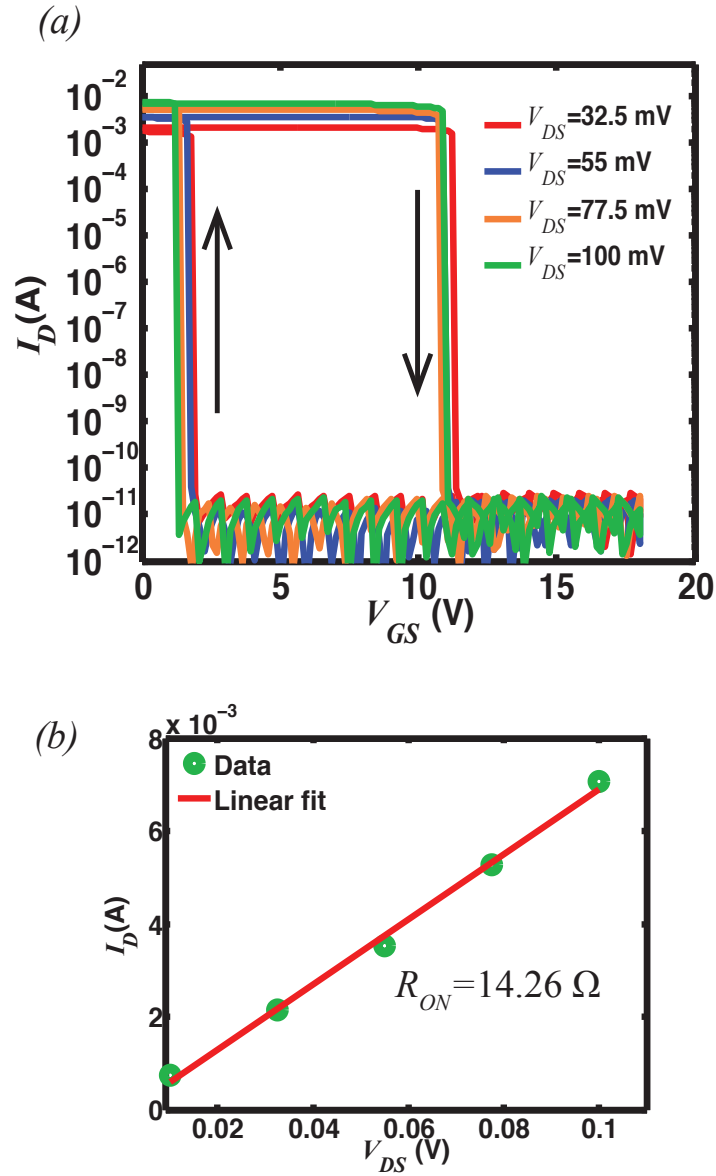 (a)
10⁻²
10⁻³
10⁻⁴
10⁻⁵
10⁻⁶
10⁻⁷
10⁻⁸
10⁻⁹
10⁻¹⁰
10⁻¹¹
10⁻¹²
I_D(A)
V_DS=32.5 mV
V_DS=55 mV
V_DS=77.5 mV
V_DS=100 mV
0 5 10 15 20
V_GS (V)
(b)
x 10⁻³
8
6
4
2
0
I_D(A)
Data
Linear fit
R_ON=14.26 Ω
0.02 0.04 0.06 0.08 0.1
V_DS (V)